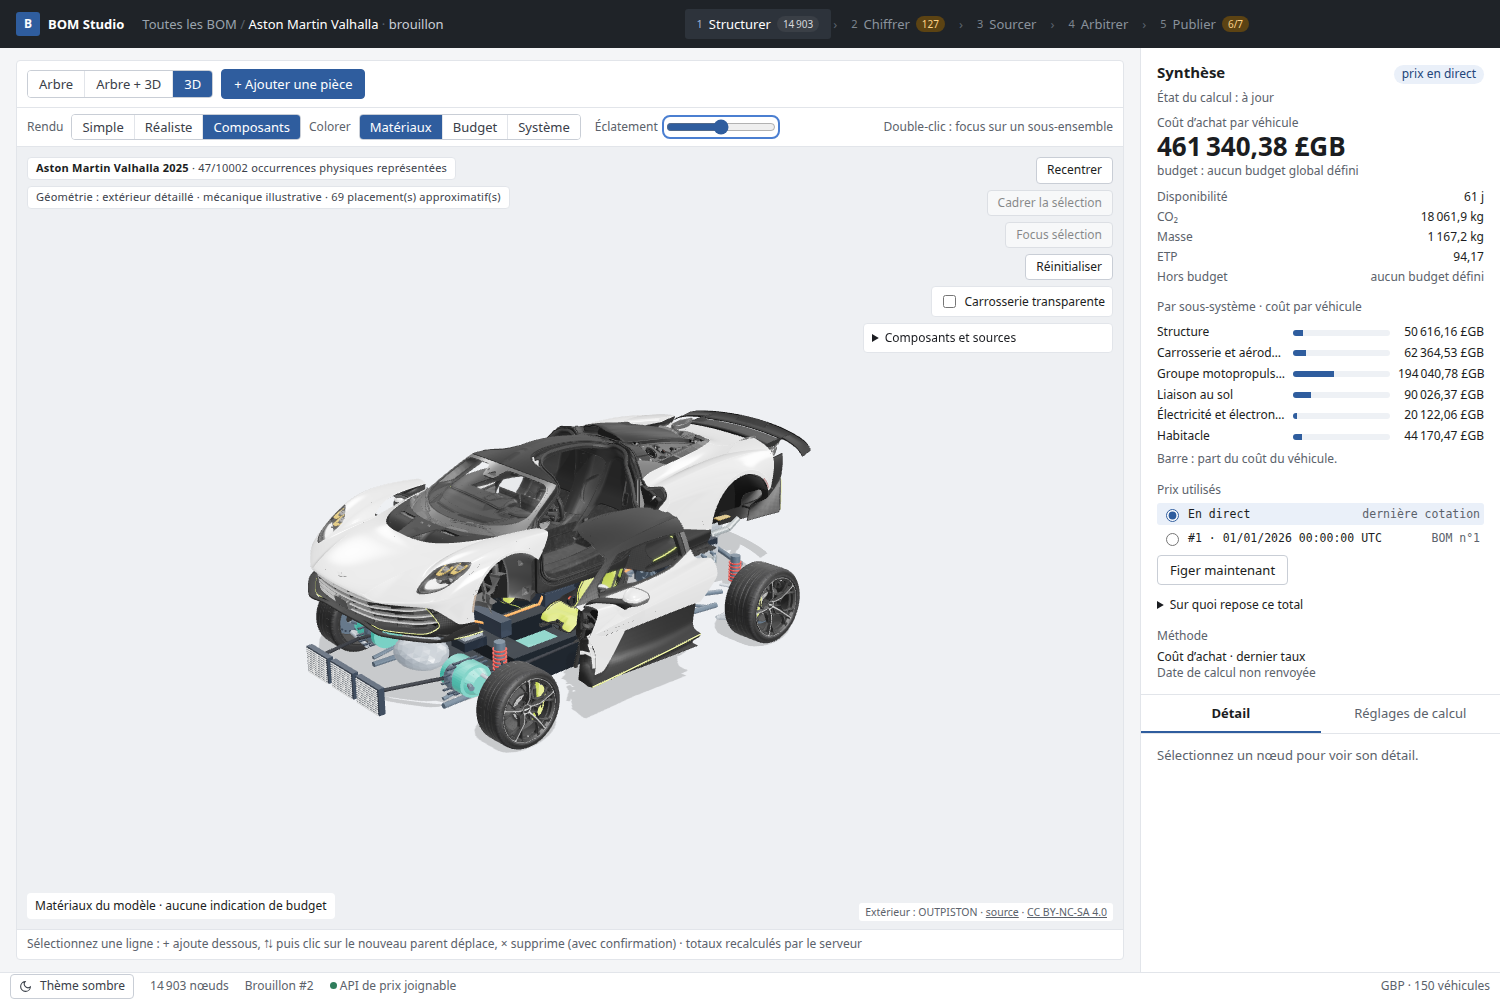 B BOM Studio Toutes les BOM / Aston Martin Valhalla · brouillon 1 Structurer 14 903 › 2 Chiffrer 127 › 3 Sourcer › 4 Arbitrer › 5 Publier 6/7
Arbre Arbre + 3D 3D + Ajouter une pièce
Rendu Simple Réaliste Composants Colorer Matériaux Budget Système Éclatement Double-clic : focus sur un sous-ensemble
Aston Martin Valhalla 2025 · 47/10002 occurrences physiques représentées
Géométrie : extérieur détaillé · mécanique illustrative · 69 placement(s) approximatif(s)
Recentrer
Cadrer la sélection
Focus sélection
Réinitialiser
Carrosserie transparente
Composants et sources
Matériaux du modèle · aucune indication de budget
Extérieur : OUTPISTON · source · CC BY-NC-SA 4.0
Sélectionnez une ligne : + ajoute dessous, ⇅ puis clic sur le nouveau parent déplace, × supprime (avec confirmation) · totaux recalculés par le serveur
Synthèse prix en direct
État du calcul : à jour
Coût d'achat par véhicule
461 340,38 £GB
budget : aucun budget global défini
Disponibilité 61 j
CO₂ 18 061,9 kg
Masse 1 167,2 kg
ETP 94,17
Hors budget aucun budget défini
Par sous-système · coût par véhicule
Structure 50 616,16 £GB
Carrosserie et aérod... 62 364,53 £GB
Groupe motopropuls... 194 040,78 £GB
Liaison au sol 90 026,37 £GB
Électricité et électron... 20 122,06 £GB
Habitacle 44 170,47 £GB
Barre : part du coût du véhicule.
Prix utilisés
En direct dernière cotation
#1 · 01/01/2026 00:00:00 UTC BOM n°1
Figer maintenant
Sur quoi repose ce total
Méthode
Coût d'achat · dernier taux
Date de calcul non renvoyée
Détail Réglages de calcul
Sélectionnez un nœud pour voir son détail.
Thème sombre 14 903 nœuds Brouillon #2 API de prix joignable GBP · 150 véhicules